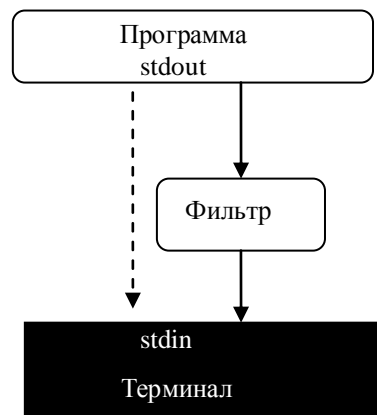 Программа
stdout
Фильтр
stdin
Терминал